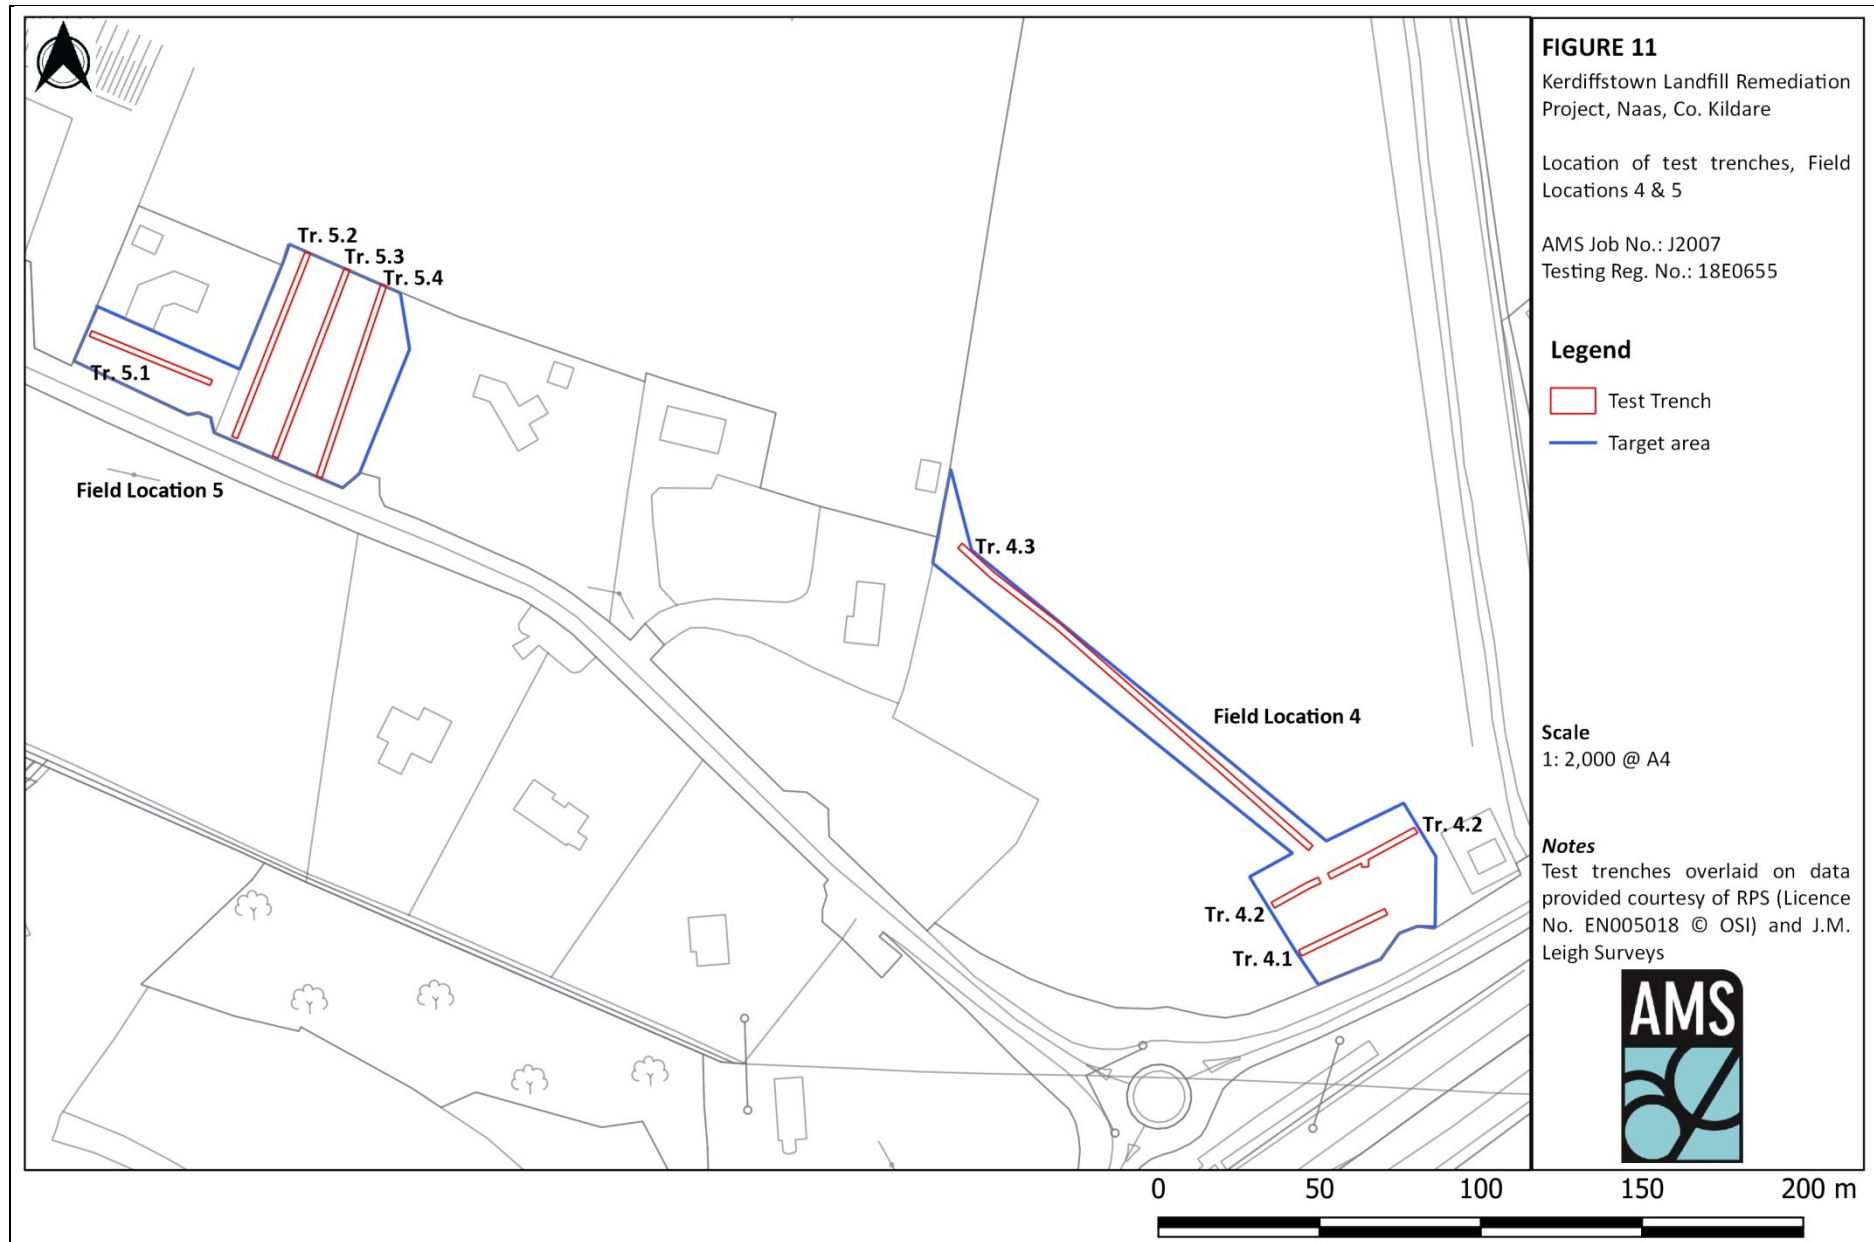 Tr. 5.2
Tr. 5.3
Tr. 5.4
Tr. 5.1
Field Location 5
Tr. 4.3
Field Location 4
Tr. 4.2
Tr. 4.2
Tr. 4.1
FIGURE 11
Kerdiffstown Landfill Remediation
Project, Naas, Co. Kildare
Location of test trenches, Field
Locations 4 & 5
AMS Job No.: J2007
Testing Reg. No.: 18E0655
Legend
Test Trench
Target area
Scale
1: 2,000 @ A4
Notes
Test trenches overlaid on data
provided courtesy of RPS (Licence
No. EN005018 © OSI) and J.M.
Leigh Surveys
AMS
0 50 100 150 200 m